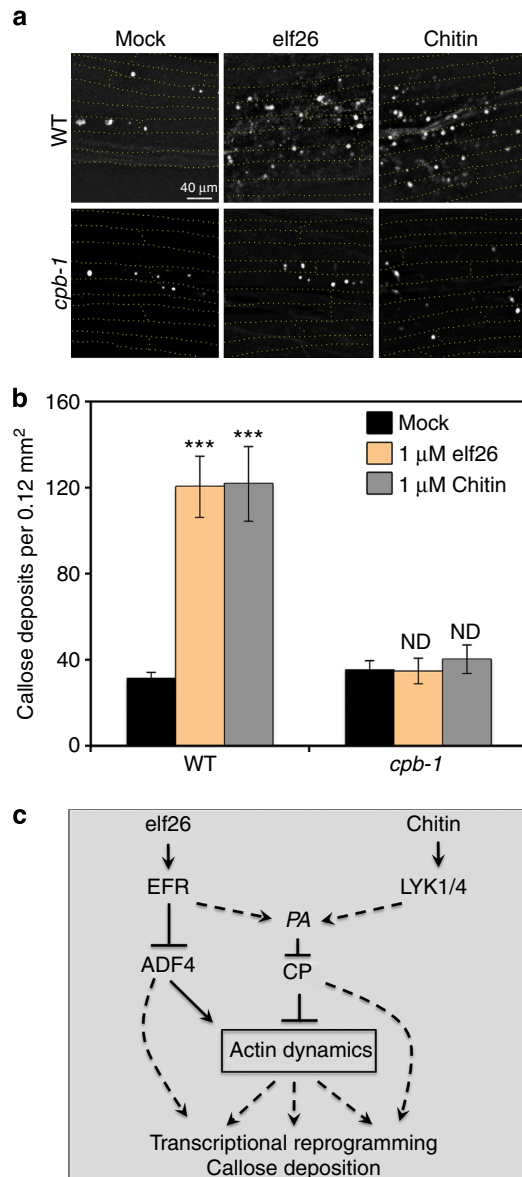 a
Mock elf26 Chitin
WT
40 μm
cpb-1
b
Callose deposits per 0.12 mm²
160
120
80
40
0
*** ***
Mock
1 μM elf26
1 μM Chitin
ND ND
WT cpb-1
c
elf26 Chitin
EFR LYK1/4
PA
ADF4 CP
Actin dynamics
Transcriptional reprogramming
Callose deposition